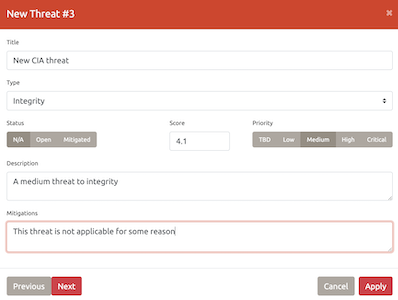 New Threat #3
×
Title
New CIA threat
Type
Integrity
Status
Score
Priority
N/A
Open
Mitigated
4.1
TBD
Low
Medium
High
Critical
Description
A medium threat to integrity
Mitigations
This threat is not applicable for some reason
Previous
Next
Cancel
Apply